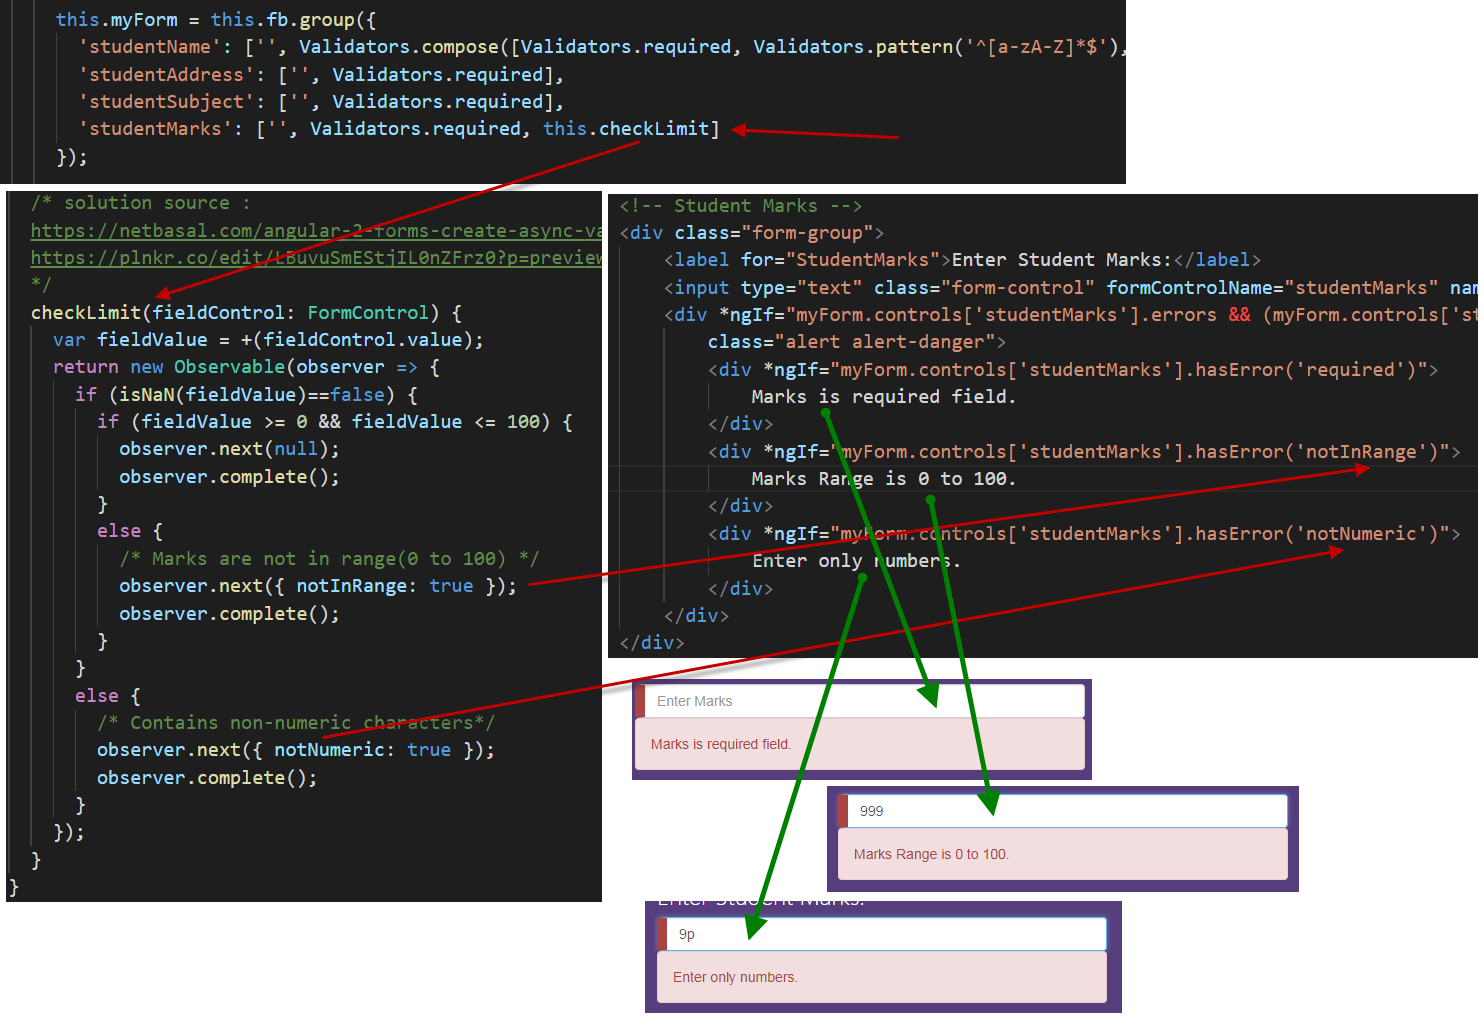 this.myForm = this.fb.group({
'studentName': ['', Validators.compose([Validators.required, Validators.pattern('^[a-zA-Z]*$'),
'studentAddress': ['', Validators.required],
'studentSubject': ['', Validators.required],
'studentMarks': ['', Validators.required, this.checkLimit]
});
/* solution source :
https://netbasal.com/angular-2-forms-create-async-va
https://plnkr.co/edit/LBuvuSmEStjIL0nZFrz0?p=preview
*/
checkLimit(fieldControl: FormControl) {
var fieldValue = +(fieldControl.value);
return new Observable(observer => {
if (isNaN(fieldValue)==false) {
if (fieldValue >= 0 && fieldValue <= 100) {
observer.next(null);
observer.complete();
}
else {
/* Marks are not in range(0 to 100) */
observer.next({ notInRange: true });
observer.complete();
}
}
else {
/* Contains non-numeric characters*/
observer.next({ notNumeric: true });
observer.complete();
}
});
}
}
<!-- Student Marks -->
<div class="form-group">
<label for="StudentMarks">Enter Student Marks:</label>
<input type="text" class="form-control" formControlName="studentMarks" nam
<div *ngIf="myForm.controls['studentMarks'].errors && (myForm.controls['st
class="alert alert-danger">
<div *ngIf="myForm.controls['studentMarks'].hasError('required')">
Marks is required field.
</div>
<div *ngIf="myForm.controls['studentMarks'].hasError('notInRange')">
Marks Range is 0 to 100.
</div>
<div *ngIf="myForm.controls['studentMarks'].hasError('notNumeric')">
Enter only numbers.
</div>
</div>
</div>
Enter Marks
Marks is required field.
999
Marks Range is 0 to 100.
Enter Student Marks:
9p
Enter only numbers.